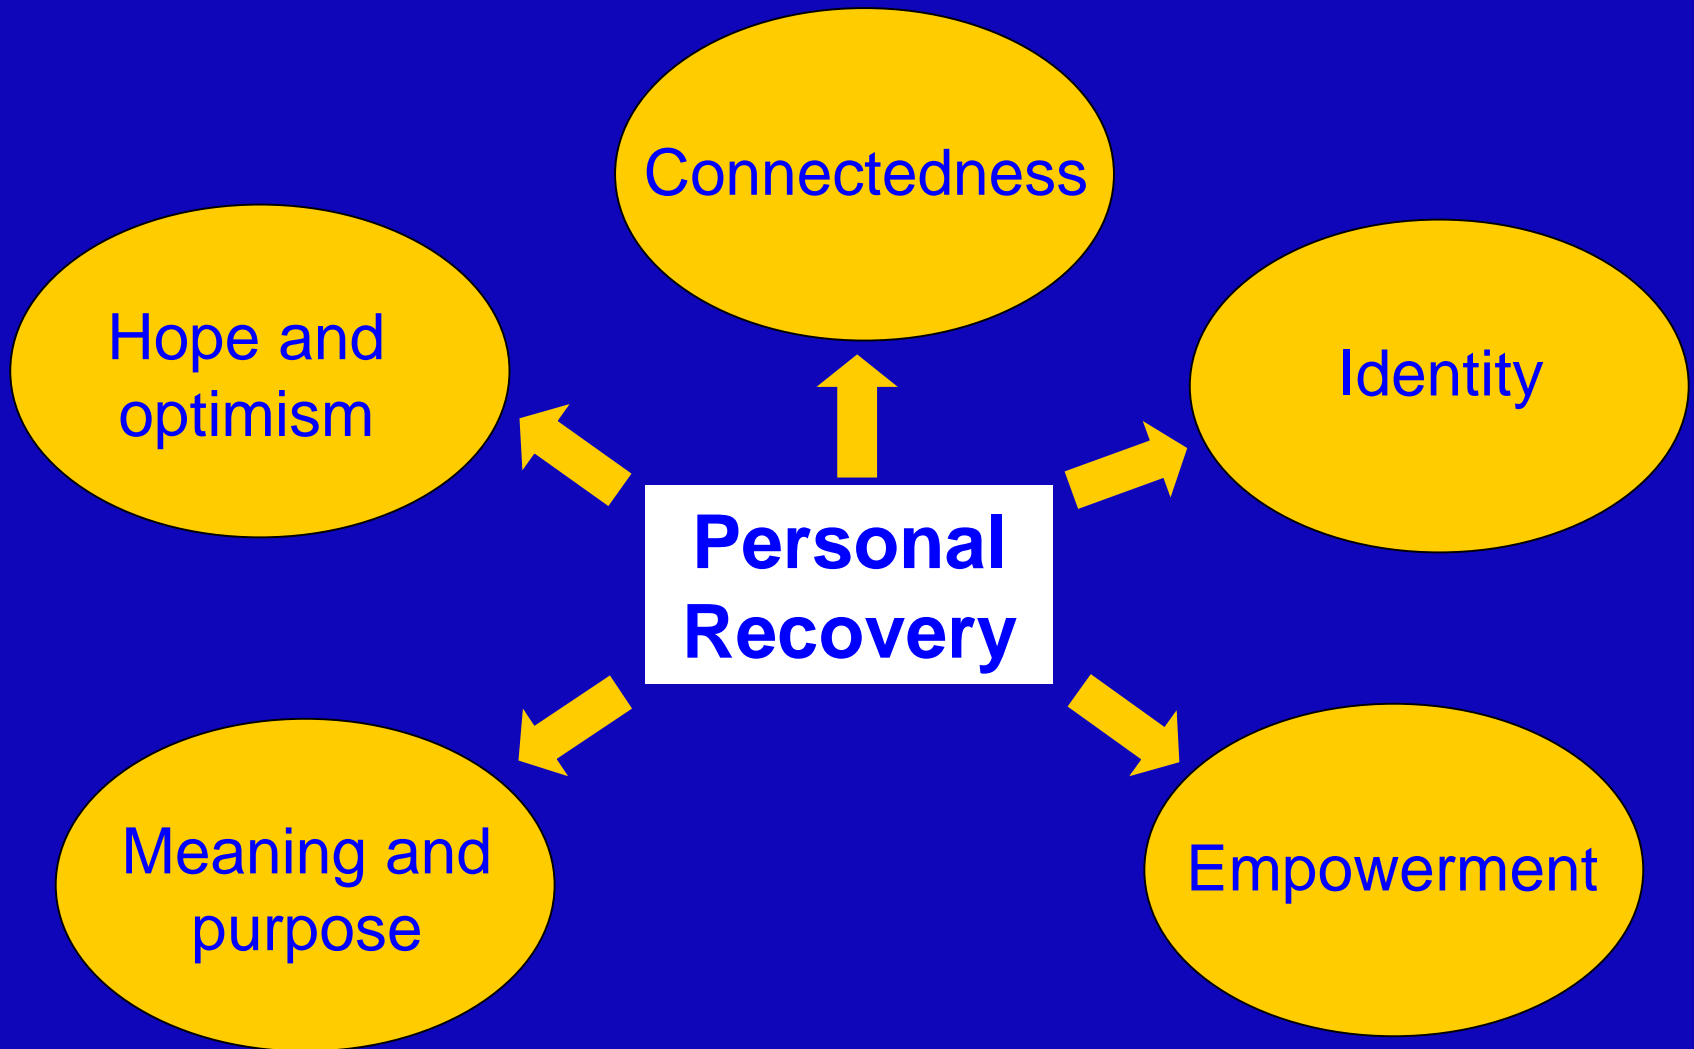 Connectedness
Hope and
optimism
Identity
Personal
Recovery
Meaning and
purpose
Empowerment